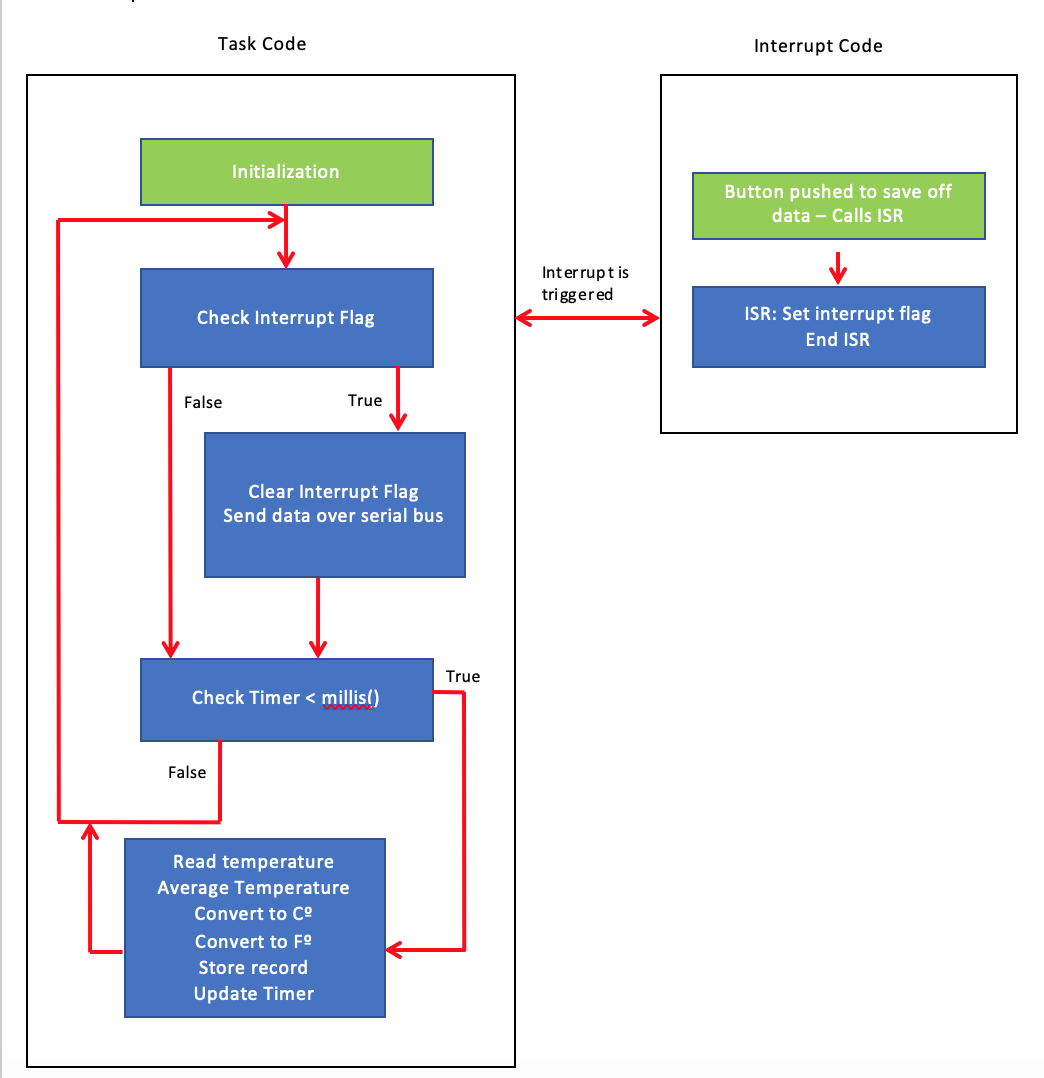 Task Code
Interrupt Code
Initialization
Button pushed to save off
data – Calls ISR
Interrupt is
triggered
Check Interrupt Flag
ISR: Set interrupt flag
End ISR
False
True
Clear Interrupt Flag
Send data over serial bus
Check Timer < millis()
True
False
Read temperature
Average Temperature
Convert to Cº
Convert to Fº
Store record
Update Timer